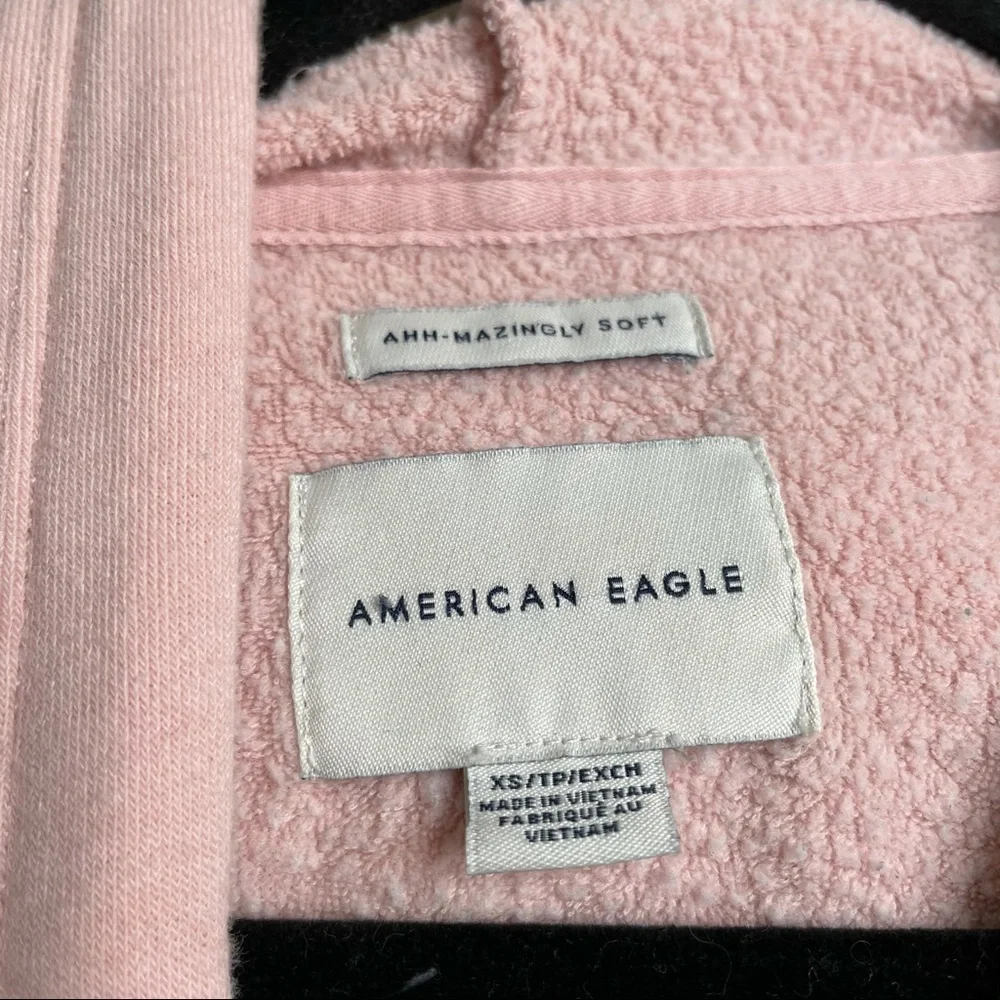 AHH-MAZINGLY SOFT
AMERICAN EAGLE
XS/TP/EXCH
MADE IN VIETNAM
FABRIQUÉ AU
VIETNAM